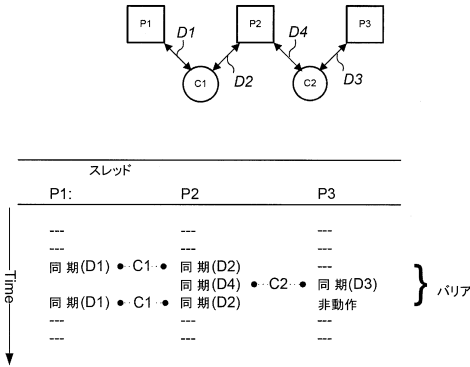 P1 P2 P3
D1 D4
C1 D2 C2 D3
スレッド
P1: P2 P3
--- --- ---
--- --- ---
同期(D1) C1 同期(D2) ---
同期(D4) C2 同期(D3)
同期(D1) C1 同期(D2) 非動作
--- --- ---
--- --- ---
Time
バリア